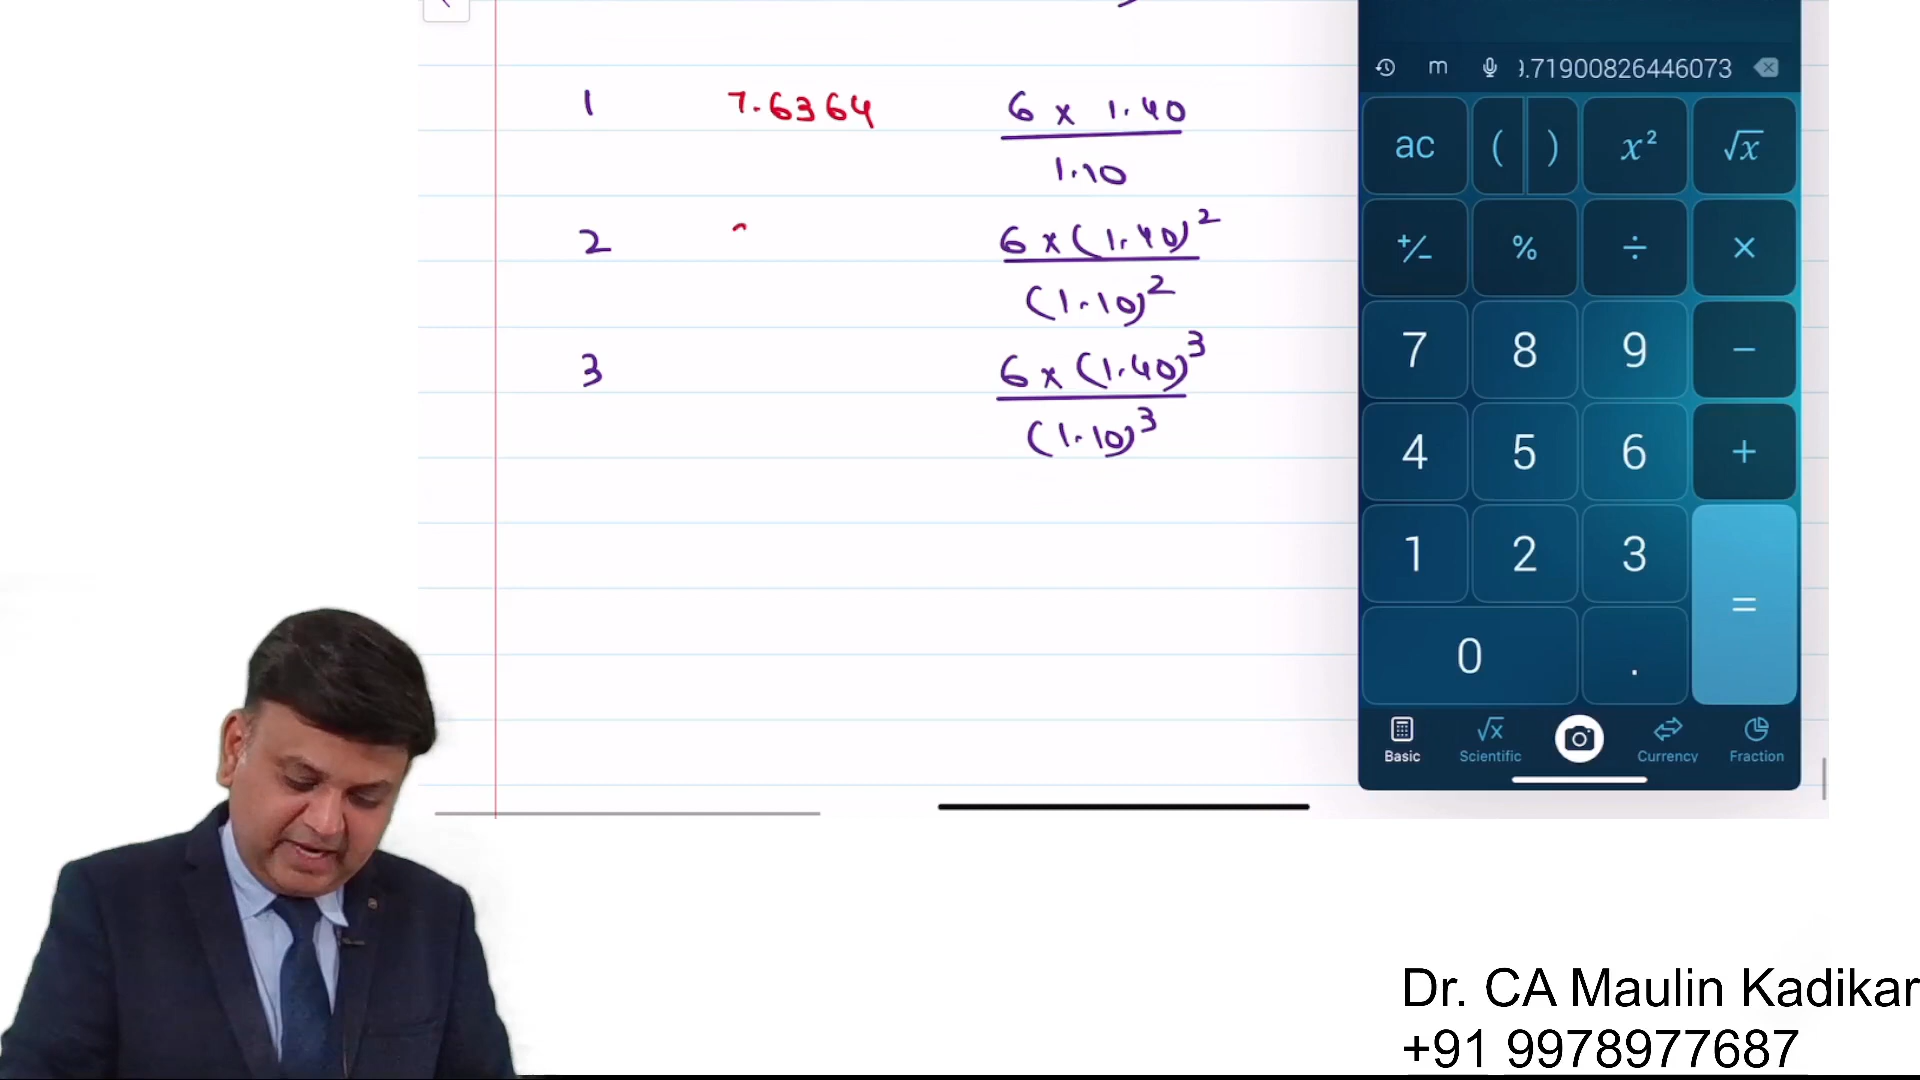 1 7.6364 6 x 1.40
1.10
2 6 x (1.40)²
(1.10)²
3 6 x (1.40)³
(1.10)³
m .71900826446073
ac ( ) x² √x
+/− % ÷ ×
7 8 9 −
4 5 6 +
1 2 3 =
0 .
√x
Basic Scientific Currency Fraction
Dr. CA Maulin Kadikar
+91 9978977687